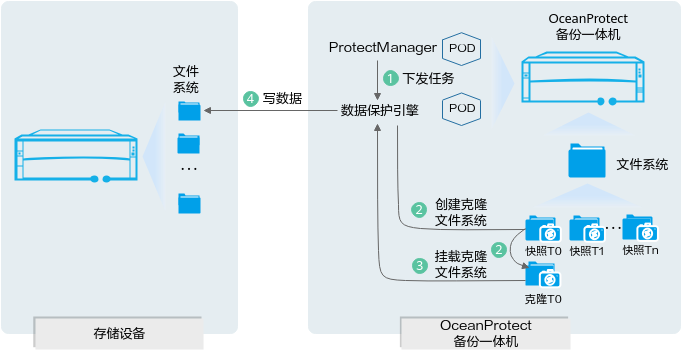 OceanProtect
备份一体机
ProtectManager
POD
文件
系统
1 下发任务
4 写数据
数据保护引擎
POD
文件系统
...
2 创建克隆
文件系统
快照T0
快照T1
...
快照Tn
2
3 挂载克隆
文件系统
克隆T0
存储设备
OceanProtect
备份一体机